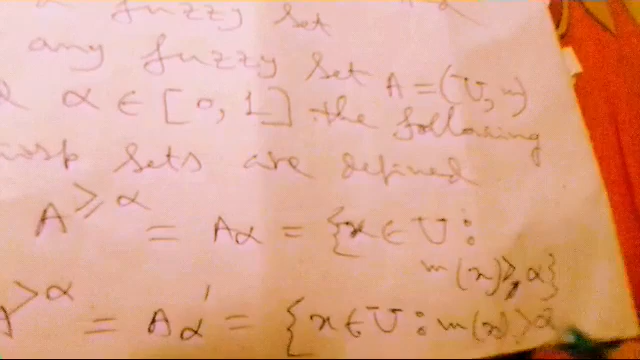 a fuzzy set
any fuzzy set A = (U, m)
α ∈ [0, 1] the following
sets are defined
A^{≥α} = Aα = {x ∈ U :
m(x) ≥ α}
A^{>α} = Aα' = {x ∈ U : m(x) > α